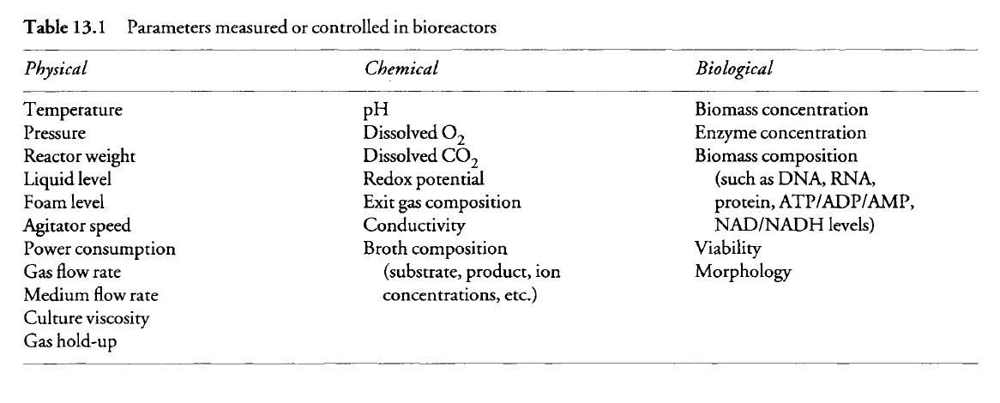 Table 13.1 Parameters measured or controlled in bioreactors
Physical Chemical Biological
Temperature pH Biomass concentration
Pressure Dissolved O₂ Enzyme concentration
Reactor weight Dissolved CO₂ Biomass composition
Liquid level Redox potential (such as DNA, RNA,
Foam level Exit gas composition protein, ATP/ADP/AMP,
Agitator speed Conductivity NAD/NADH levels)
Power consumption Broth composition Viability
Gas flow rate (substrate, product, ion Morphology
Medium flow rate concentrations, etc.)
Culture viscosity
Gas hold-up